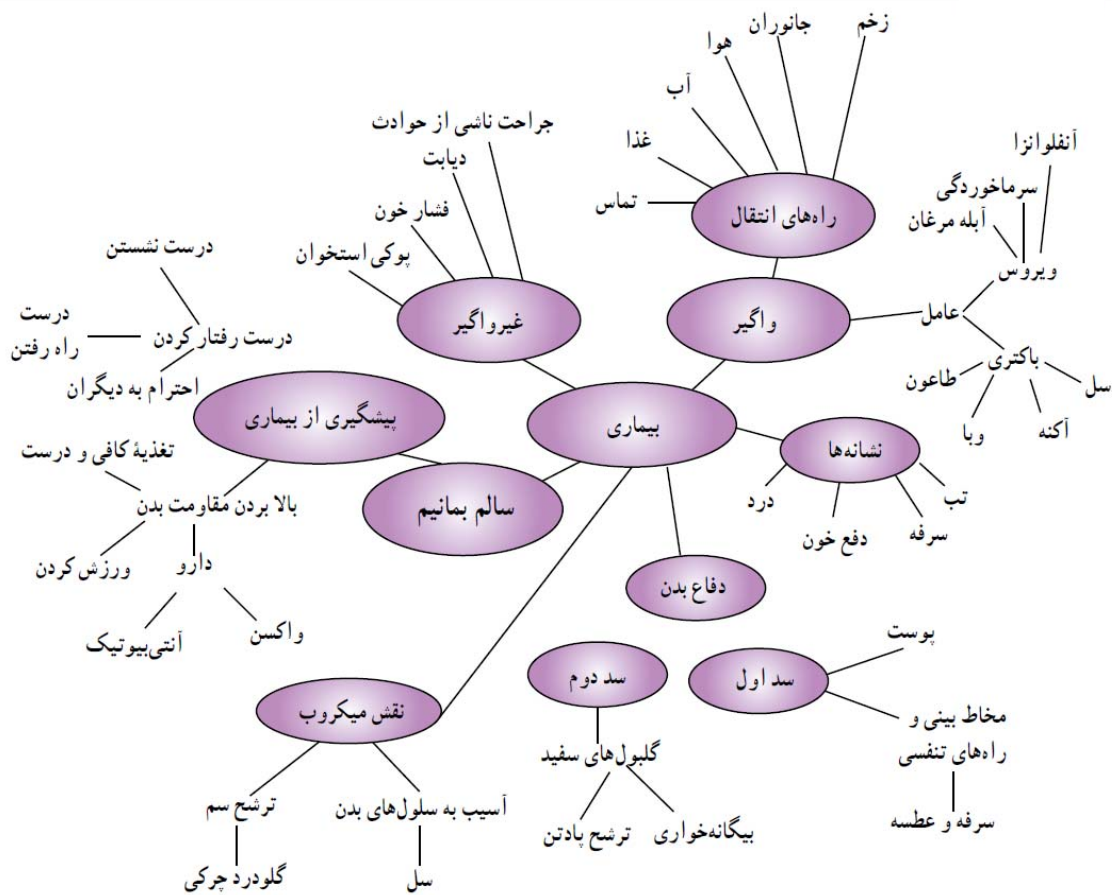 زخم
جانوران
هوا
آب
غذا
تماس
راه‌های انتقال
جراحت ناشی از حوادث
دیابت
فشار خون
پوکی استخوان
غیرواگیر
واگیر
آنفلوانزا
سرماخوردگی
آبله مرغان
ویروس
عامل
باکتری
سل
طاعون
آکنه
وبا
درست نشستن
درست
راه رفتن
درست رفتار کردن
احترام به دیگران
پیشگیری از بیماری
بیماری
سالم بمانیم
نشانه‌ها
تب
درد
سرفه
دفع خون
تغذیهٔ کافی و درست
بالا بردن مقاومت بدن
ورزش کردن
دارو
واکسن
آنتی‌بیوتیک
دفاع بدن
سد اول
پوست
مخاط بینی و
راه‌های تنفسی
سرفه و عطسه
سد دوم
گلبول‌های سفید
بیگانه‌خواری
ترشح پادتن
نقش میکروب
آسیب به سلول‌های بدن
سل
ترشح سم
گلودرد چرکی